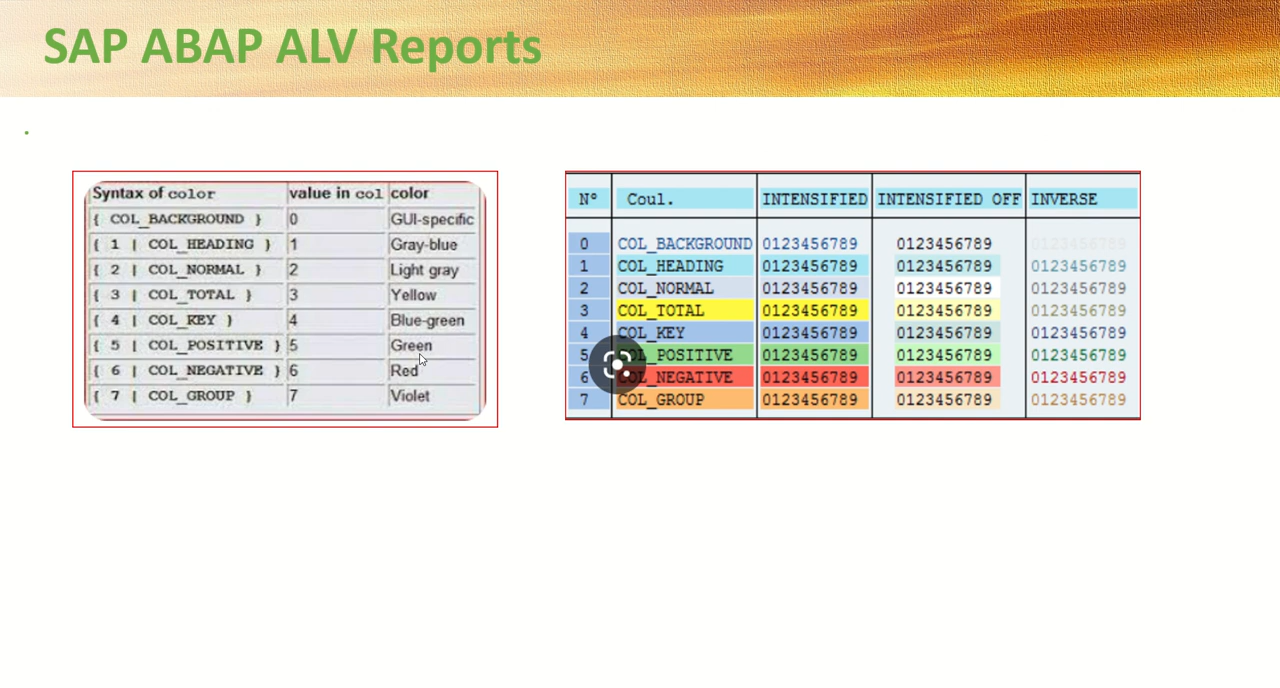 SAP ABAP ALV Reports
Syntax of color value in col color
{ COL_BACKGROUND } 0 GUI-specific
{ 1 | COL_HEADING } 1 Gray-blue
{ 2 | COL_NORMAL } 2 Light gray
{ 3 | COL_TOTAL } 3 Yellow
{ 4 | COL_KEY } 4 Blue-green
{ 5 | COL_POSITIVE } 5 Green
{ 6 | COL_NEGATIVE } 6 Red
{ 7 | COL_GROUP } 7 Violet
N° Coul. INTENSIFIED INTENSIFIED OFF INVERSE
0 COL_BACKGROUND 0123456789 0123456789 0123456789
1 COL_HEADING 0123456789 0123456789 0123456789
2 COL_NORMAL 0123456789 0123456789 0123456789
3 COL_TOTAL 0123456789 0123456789 0123456789
4 COL_KEY 0123456789 0123456789 0123456789
5 COL_POSITIVE 0123456789 0123456789 0123456789
6 COL_NEGATIVE 0123456789 0123456789 0123456789
7 COL_GROUP 0123456789 0123456789 0123456789